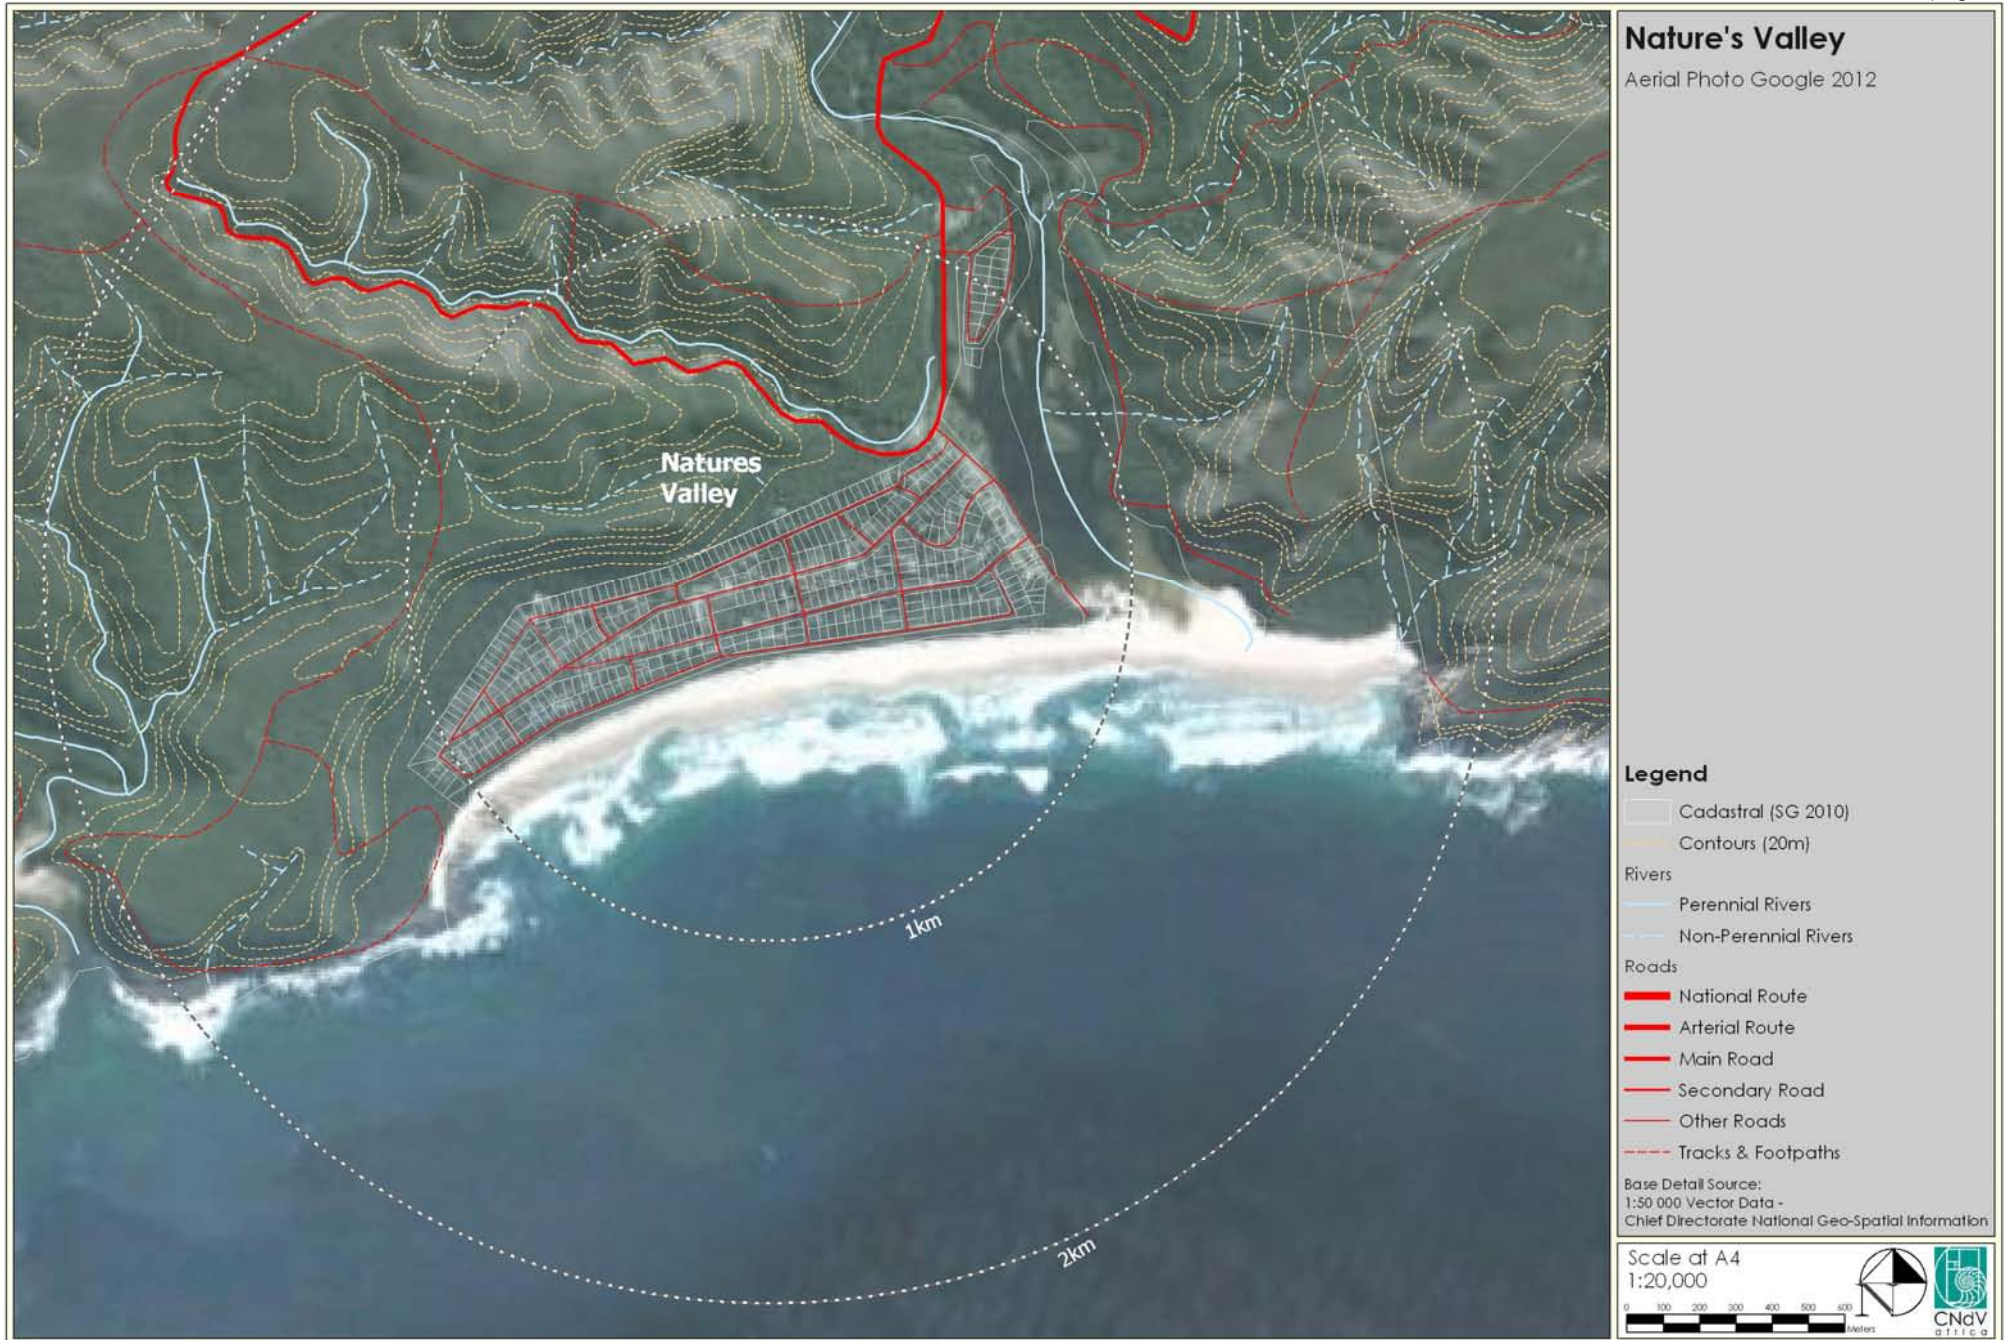 Nature's Valley
Aerial Photo Google 2012
Natures
Valley
1km
2km
Legend
Cadastral (SG 2010)
Contours (20m)
Rivers
Perennial Rivers
Non-Perennial Rivers
Roads
National Route
Arterial Route
Main Road
Secondary Road
Other Roads
Tracks & Footpaths
Base Detail Source:
1:50 000 Vector Data -
Chief Directorate National Geo-Spatial Information
Scale at A4
1:20,000
0 100 200 300 400 500 600
Meters
N
CNdV
africa